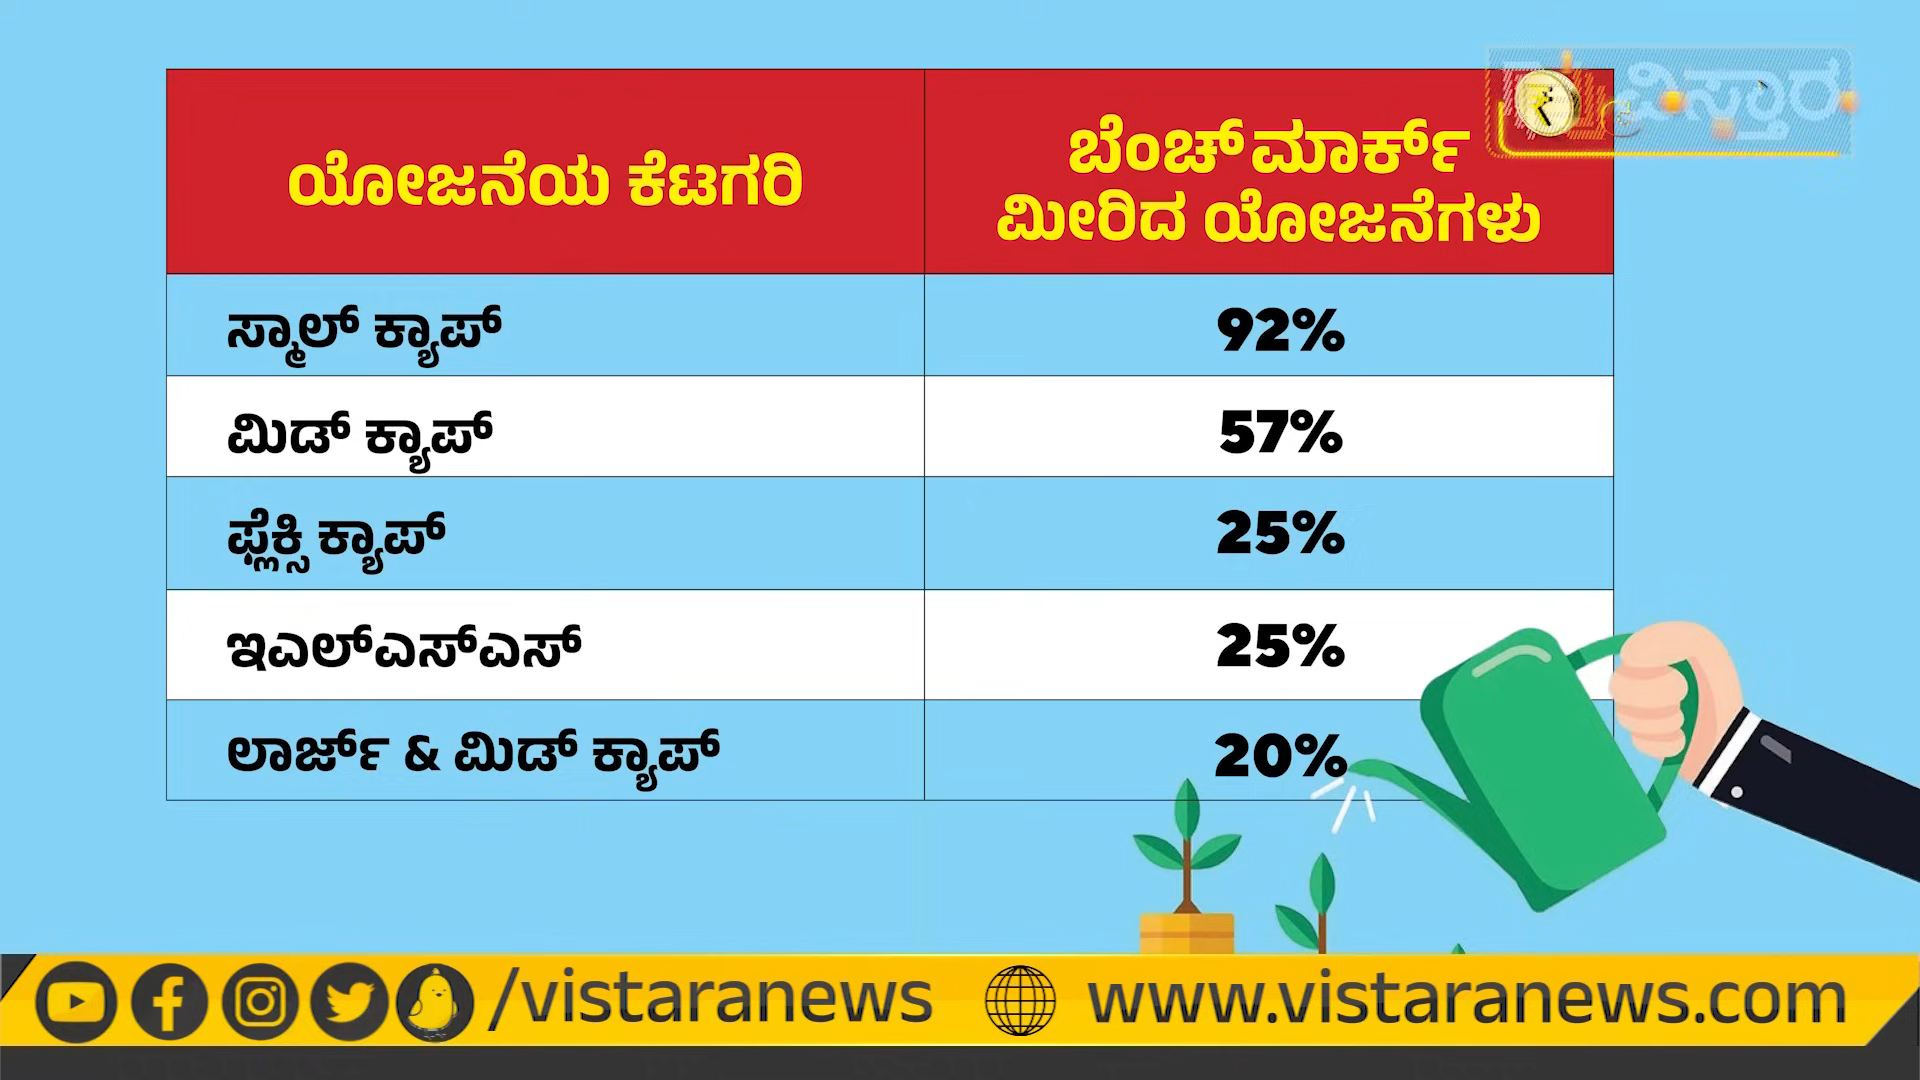 ವಿಸ್ತಾರ
ಯೋಜನೆಯ ಕೆಟಗರಿ
ಬೆಂಚ್‌ಮಾರ್ಕ್
ಮೀರಿದ ಯೋಜನೆಗಳು
ಸ್ಮಾಲ್ ಕ್ಯಾಪ್ 92%
ಮಿಡ್ ಕ್ಯಾಪ್ 57%
ಫ್ಲೆಕ್ಸಿ ಕ್ಯಾಪ್ 25%
ಇಎಲ್‌ಎಸ್‌ಎಸ್ 25%
ಲಾರ್ಜ್ & ಮಿಡ್ ಕ್ಯಾಪ್ 20%
/vistaranews www.vistaranews.com